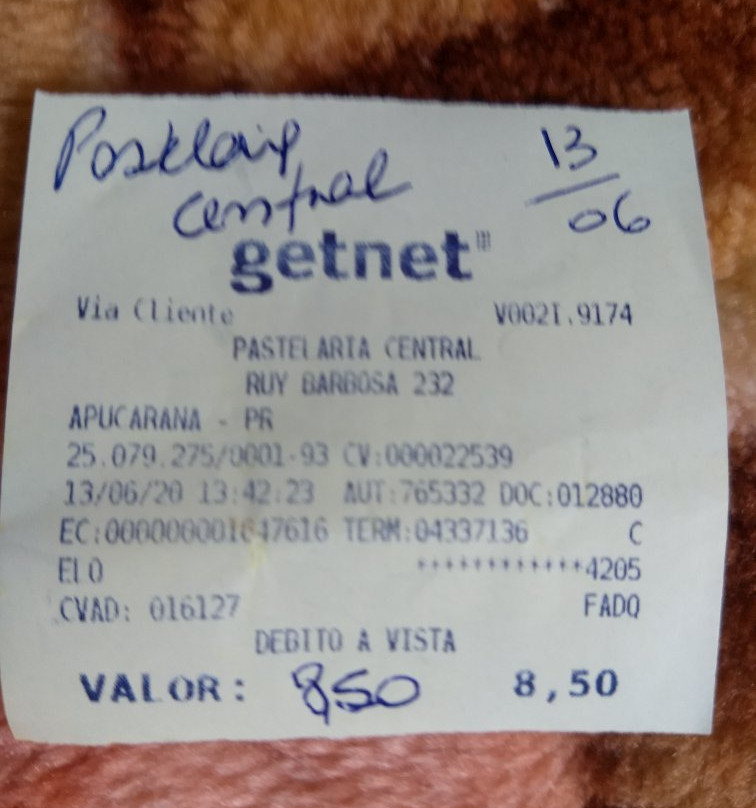 Pastelaria
central
13
/
06
getnet
Via Cliente V002I.9174
PASTELARIA CENTRAL
RUY BARBOSA 232
APUCARANA - PR
25.079.275/0001-93 CV:000022539
13/06/20 13:42:23 AUT:765332 DOC:012880
EC:000000001647616 TERM:04337136 C
ELO ************4205
CVAD: 016127 FADQ
DEBITO A VISTA
VALOR: 850 8,50